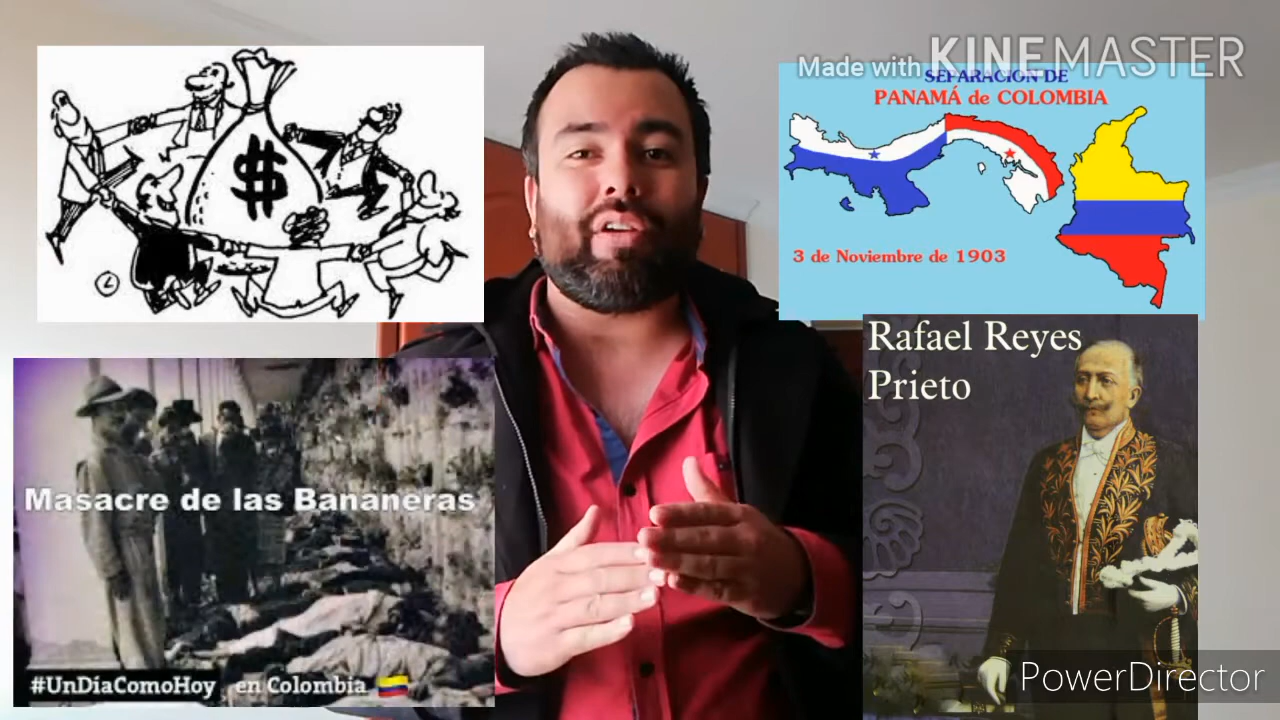 Made with KINEMASTER
SEPARACIÓN DE
PANAMÁ de COLOMBIA
3 de Noviembre de 1903
$
Rafael Reyes
Prieto
Masacre de las Bananeras
#UnDiaComoHoy en Colombia
PowerDirector